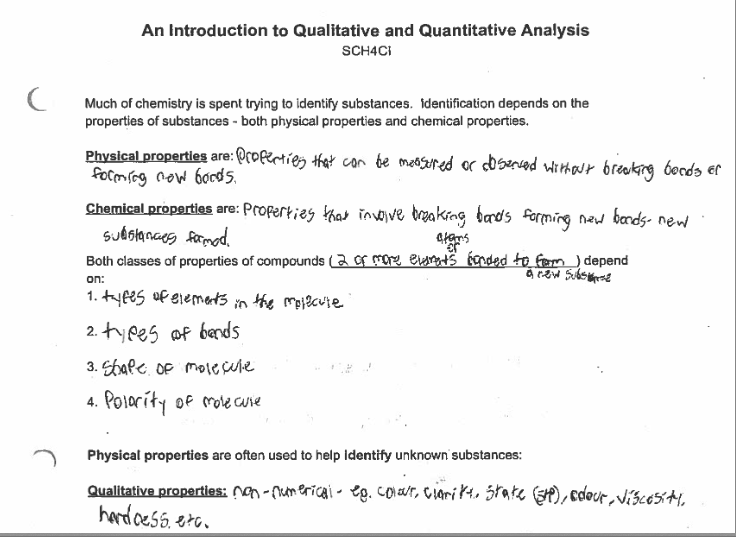 An Introduction to Qualitative and Quantitative Analysis
SCH4Ci
Much of chemistry is spent trying to identify substances. Identification depends on the
properties of substances - both physical properties and chemical properties.
Physical properties are: Properties that can be measured or observed without breaking bonds or
forming new bonds.
Chemical properties are: Properties that involve breaking bonds forming new bonds- new
substances formed.
atoms
of
Both classes of properties of compounds (2 or more elements bonded to form) depend
a new substance
on:
1. types of elements in the molecule
2. types of bonds
3. Shape of molecule
4. Polarity of molecule
Physical properties are often used to help identify unknown substances:
Qualitative properties: non-numerical - eg. colour, clarity, state, odour, viscosity,
hardness, etc.